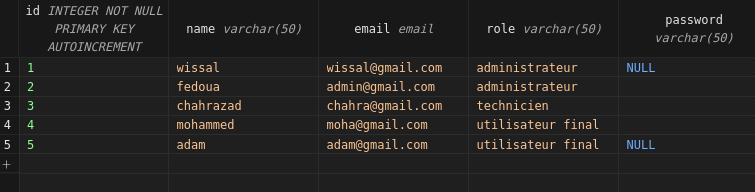 id INTEGER NOT NULL PRIMARY KEY AUTOINCREMENT name varchar(50) email email role varchar(50) password varchar(50)
1 1 wissal wissal@gmail.com administrateur NULL
2 2 fedoua admin@gmail.com administrateur
3 3 chahrazad chahra@gmail.com technicien
4 4 mohammed moha@gmail.com utilisateur final
5 5 adam adam@gmail.com utilisateur final NULL
+